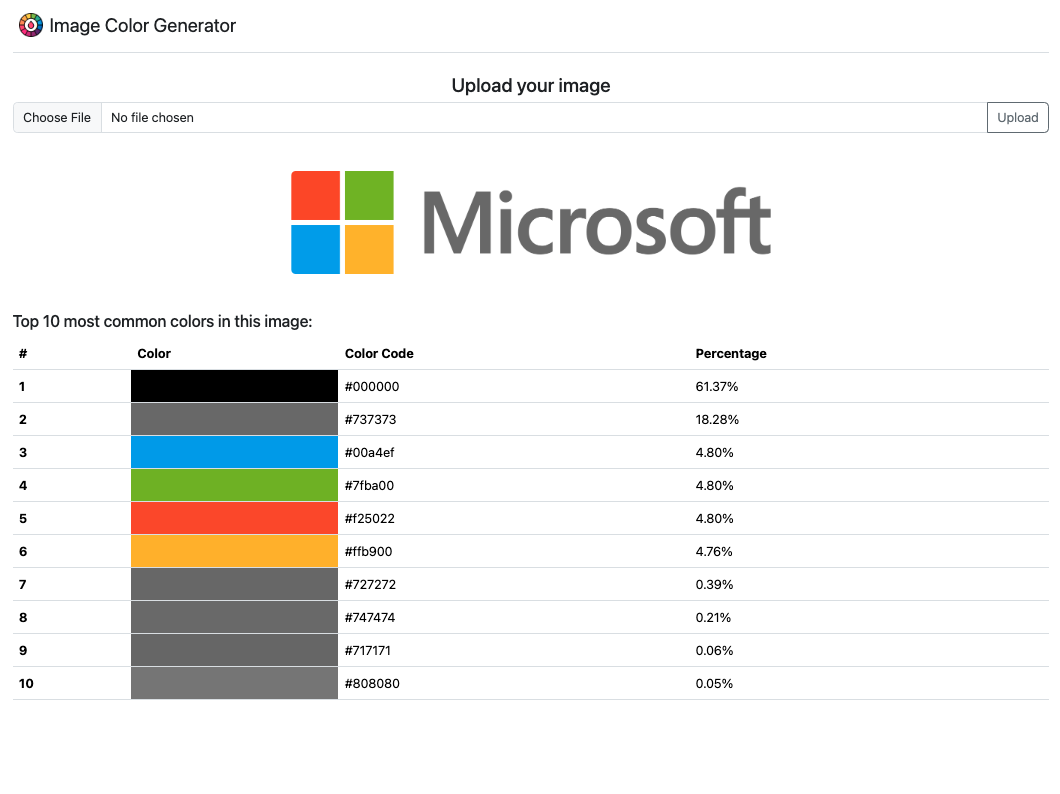 Image Color Generator
Upload your image
Choose File No file chosen Upload
Microsoft
Top 10 most common colors in this image:
# Color Color Code Percentage
1 #000000 61.37%
2 #737373 18.28%
3 #00a4ef 4.80%
4 #7fba00 4.80%
5 #f25022 4.80%
6 #ffb900 4.76%
7 #727272 0.39%
8 #747474 0.21%
9 #717171 0.06%
10 #808080 0.05%